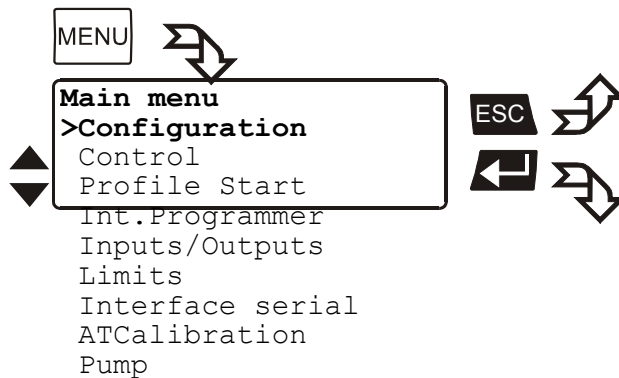 MENU
Main menu
>Configuration
Control
Profile Start
Int.Programmer
Inputs/Outputs
Limits
Interface serial
ATCalibration
Pump
ESC